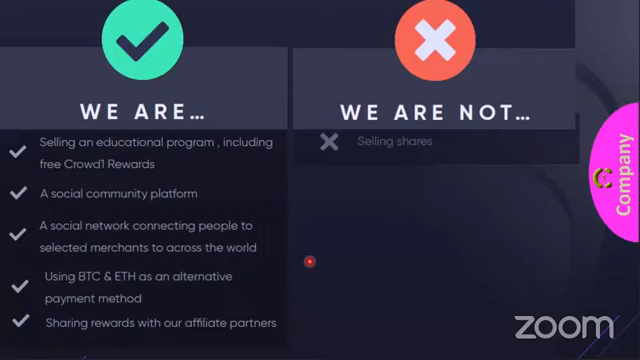 WE ARE...
Selling an educational program , including
free Crowd1 Rewards
A social community platform
A social network connecting people to
selected merchants to across the world
Using BTC & ETH as an alternative
payment method
Sharing rewards with our affiliate partners
WE ARE NOT...
Selling shares
Company
zoom